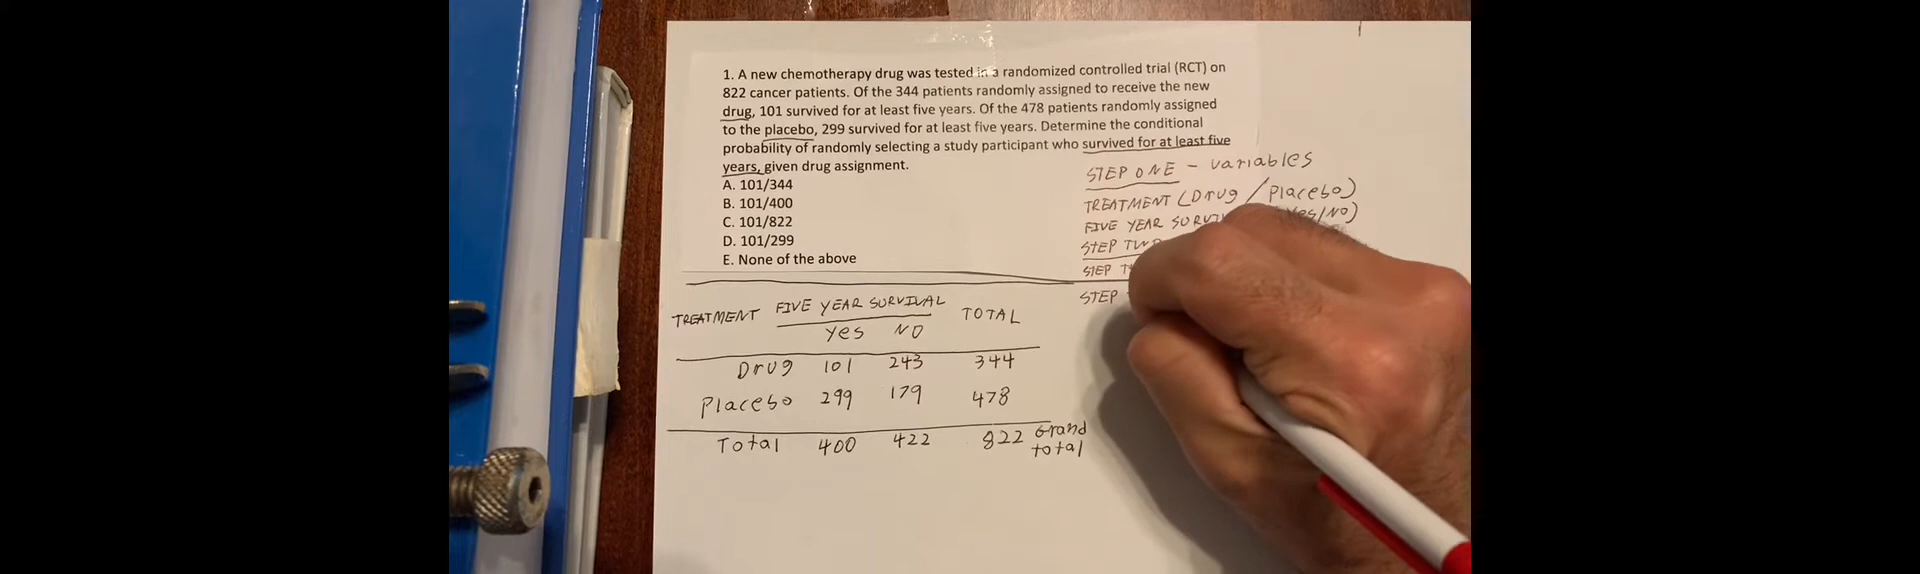 1. A new chemotherapy drug was tested in a randomized controlled trial (RCT) on
822 cancer patients. Of the 344 patients randomly assigned to receive the new
drug, 101 survived for at least five years. Of the 478 patients randomly assigned
to the placebo, 299 survived for at least five years. Determine the conditional
probability of randomly selecting a study participant who survived for at least five
years, given drug assignment.
A. 101/344
B. 101/400
C. 101/822
D. 101/299
E. None of the above
STEP ONE - variables
TREATMENT (Drug / Placebo)
FIVE YEAR (Yes/No)
STEP TWO
STEP
STEP
TREATMENT FIVE YEAR SURVIVAL TOTAL
Yes NO
Drug 101 243 344
Placebo 299 179 478
Total 400 422 822 Grand
total